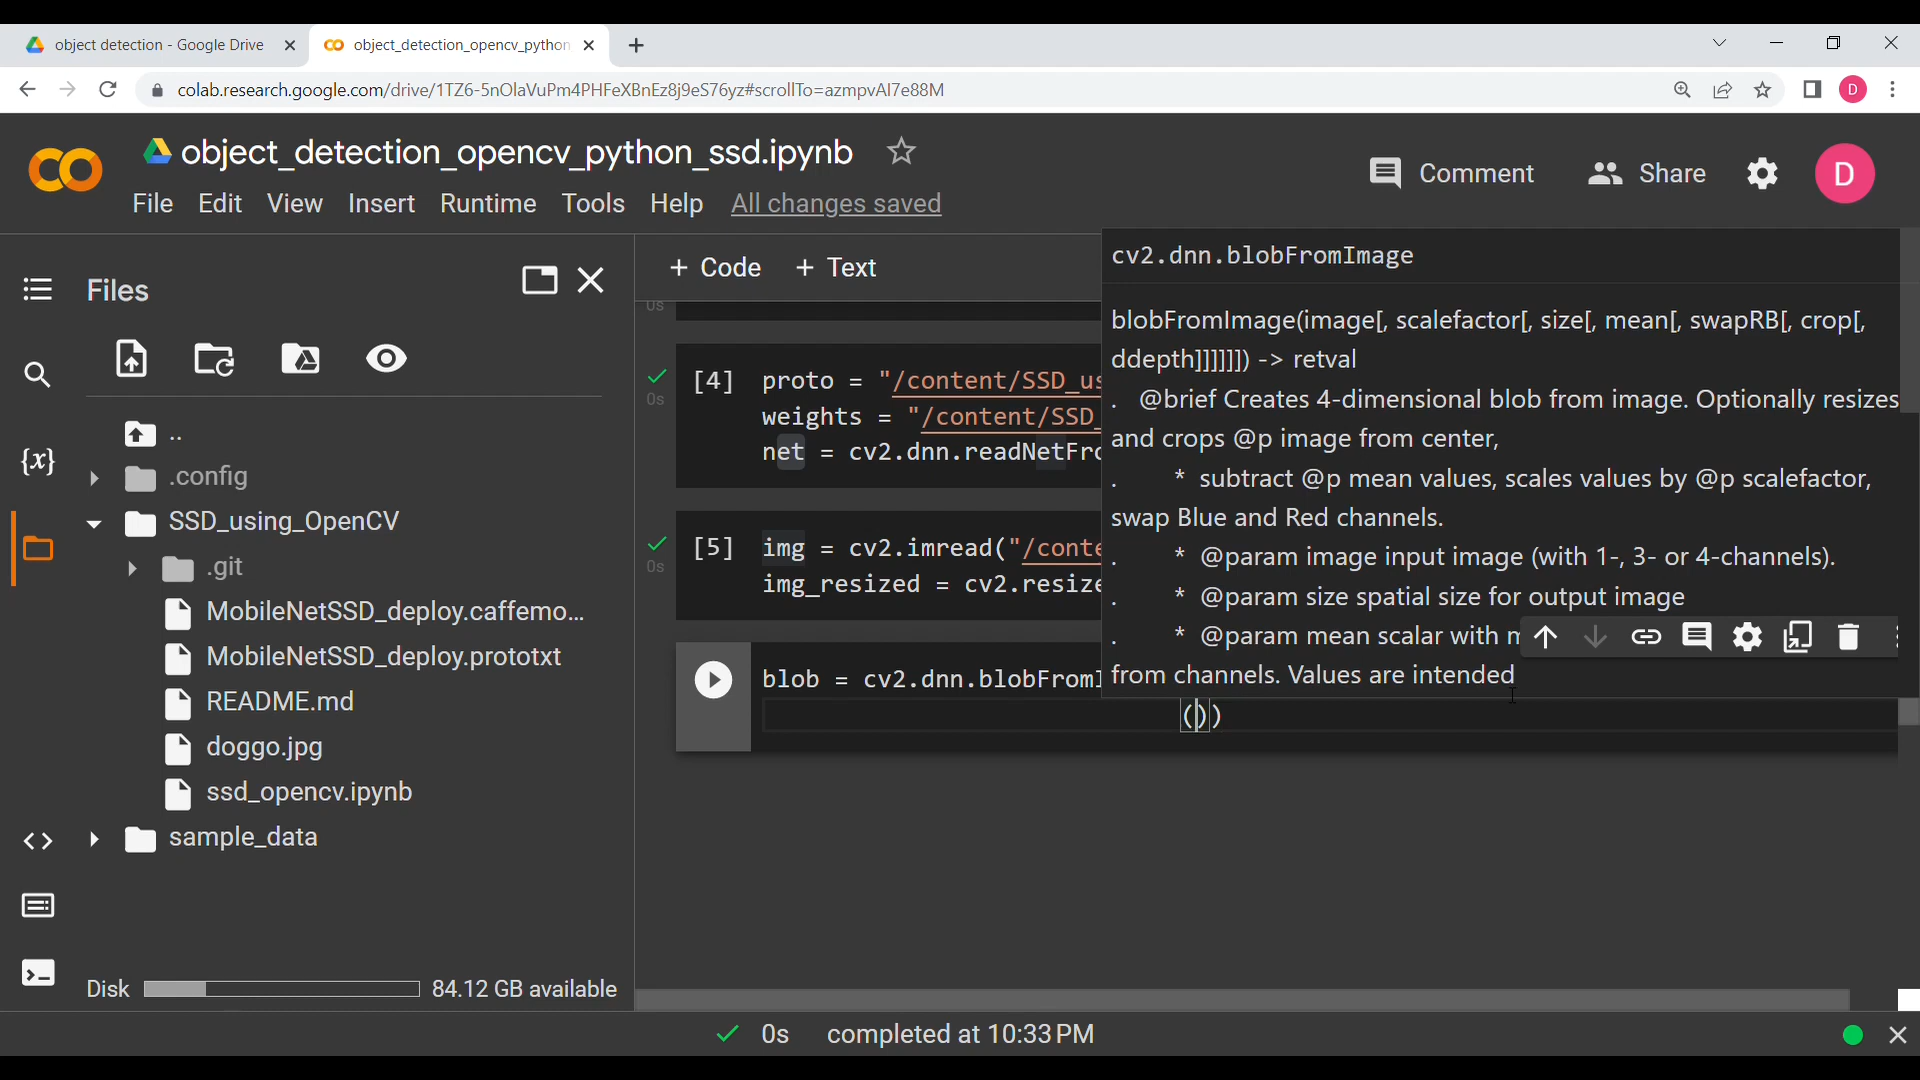 object detection - Google Drive
object_detection_opencv_python
colab.research.google.com/drive/1TZ6-5nOlaVuPm4PHFeXBnEz8j9eS76yz#scrollTo=azmpvAI7e88M
D
object_detection_opencv_python_ssd.ipynb
Comment
Share
D
File Edit View Insert Runtime Tools Help All changes saved
Files
..
.config
SSD_using_OpenCV
.git
MobileNetSSD_deploy.caffemo...
MobileNetSSD_deploy.prototxt
README.md
doggo.jpg
ssd_opencv.ipynb
sample_data
Disk 84.12 GB available
{x}
+ Code + Text
0s
[4] proto = "/content/SSD_us
0s weights = "/content/SSD_
net = cv2.dnn.readNetFro
[5] img = cv2.imread("/conte
0s img_resized = cv2.resize
blob = cv2.dnn.blobFromI
())
cv2.dnn.blobFromImage
blobFromImage(image[, scalefactor[, size[, mean[, swapRB[, crop[,
ddepth]]]]]]) -> retval
. @brief Creates 4-dimensional blob from image. Optionally resizes
and crops @p image from center,
. * subtract @p mean values, scales values by @p scalefactor,
swap Blue and Red channels.
. * @param image input image (with 1-, 3- or 4-channels).
. * @param size spatial size for output image
. * @param mean scalar with m
from channels. Values are intended
0s completed at 10:33 PM